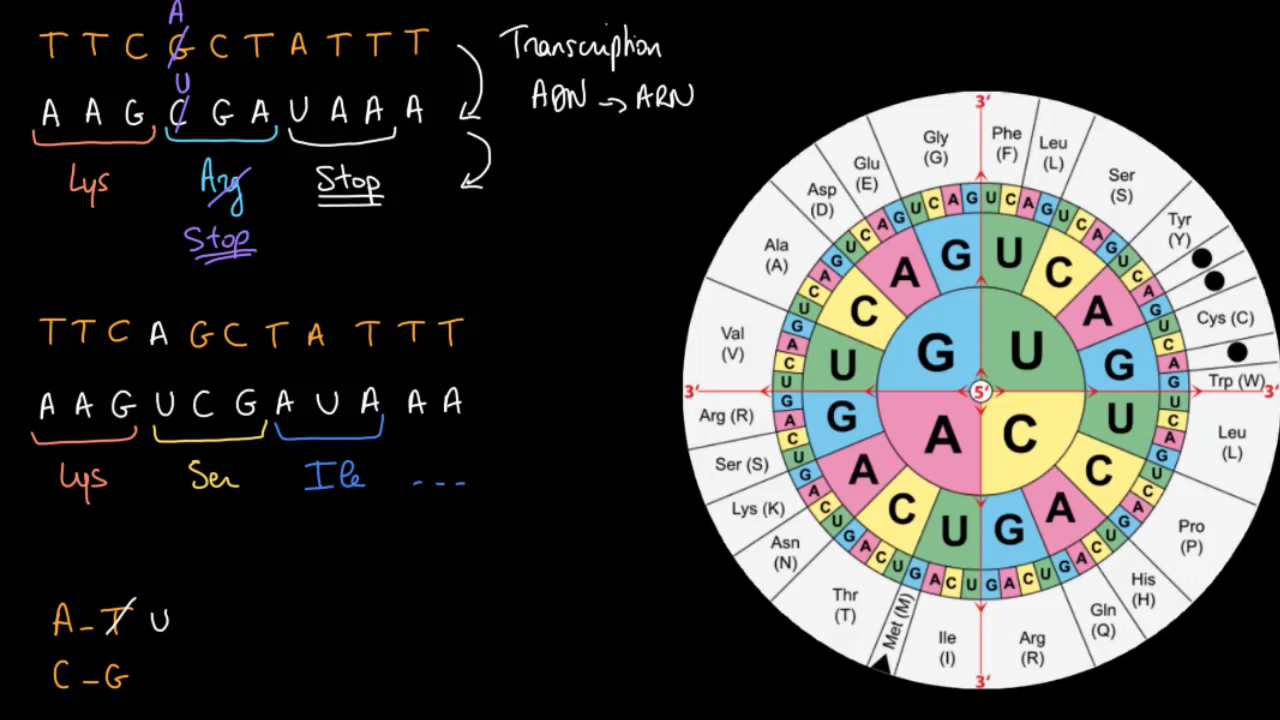 A
T T C G C T A T T T
Transcription
U
ADN → ARN
A A G C G A U A A A
Lys Arg Stop
Stop
T T C A G C T A T T T
A A G U C G A U A A A
Lys Ser Ile ...
A - T U
C - G
3'
Gly (G)
Phe (F)
Leu (L)
Ser (S)
Tyr (Y)
Cys (C)
Trp (W)
3'
Leu (L)
Pro (P)
His (H)
Gln (Q)
Arg (R)
3'
Ile (I)
Met (M)
Thr (T)
Asn (N)
Lys (K)
Ser (S)
Arg (R)
3'
Val (V)
Ala (A)
Asp (D)
Glu (E)
U C A G U C A G U C A G U C A G
U C A G U C A G U C A G U C A G
U C A G U C A G U C A G U C A G
U C A G U C A G U C A G U C A G
U C A G
U C A G
U C A G
U C A G
G U
5'
A C